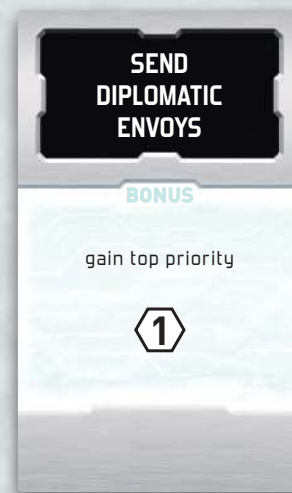 SEND
DIPLOMATIC
ENVOYS
BONUS
gain top priority
1